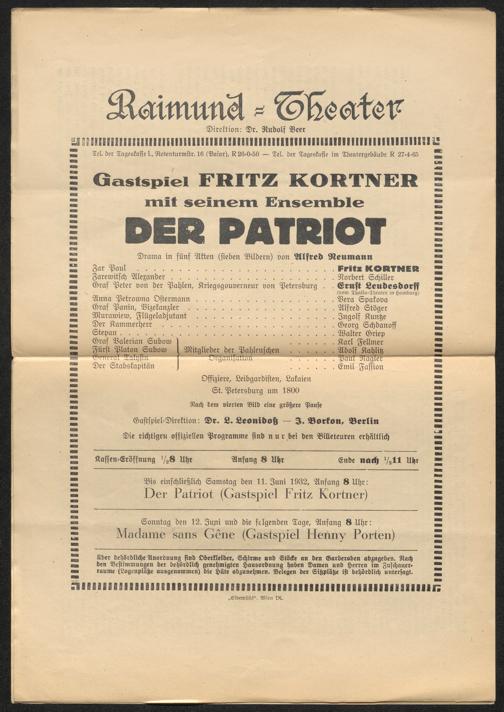 Raimund-Theater
Direktion: Dr. Rudolf Beer
Tel. der Tageskasse I., Rotenturmstr. 16 (Baier), R 26-0-50 — Tel. der Tageskasse im Theatergebäude R 27-4-65
Gastspiel FRITZ KORTNER
mit seinem Ensemble
DER PATRIOT
Drama in fünf Akten (sieben Bildern) von Alfred Neumann
Zar Paul Fritz KORTNER
Zarewitsch Alexander Norbert Schiller
Graf Peter von der Pahlen, Kriegsgouverneur von Petersburg Ernst Leudesdorff
(vom Thalia-Theater in Hamburg)
Anna Petrowna Ostermann Vera Spakova
Graf Panin, Vizekanzler Alfred Stöger
Murawiew, Flügeladjutant Ingolf Kuntze
Der Kammerherr Georg Schdanoff
Stepan Walter Griep
Graf Valerian Subow Karl Fellner
Fürst Platon Subow Mitglieder der Pahlenschen Adolf Rahlitz
General Talyzin Organisation Paul Nagler
Der Stabskapitän Emil Fassion
Offiziere, Leibgardisten, Lakaien
St. Petersburg um 1800
Nach dem vierten Bild eine größere Pause
Gastspiel-Direktion: Dr. L. Leonidoß — J. Borkon, Berlin
Die richtigen offiziellen Programme sind nur bei den Billeteuren erhältlich
Kassen-Eröffnung ½8 Uhr Anfang 8 Uhr Ende nach ½11 Uhr
Bis einschließlich Samstag den 11. Juni 1932, Anfang 8 Uhr:
Der Patriot (Gastspiel Fritz Kortner)
Sonntag den 12. Juni und die folgenden Tage, Anfang 8 Uhr:
Madame sans Gêne (Gastspiel Henny Porten)
Über behördliche Anordnung sind Oberkleider, Schirme und Stöcke an den Garderoben abzugeben. Nach
den Bestimmungen der behördlich genehmigten Hausordnung haben Damen und Herren im Zuschauer-
raume (Logenplätze ausgenommen) die Hüte abzunehmen. Belegen der Sitzplätze ist behördlich untersagt.
„Elbemühl“, Wien IX.